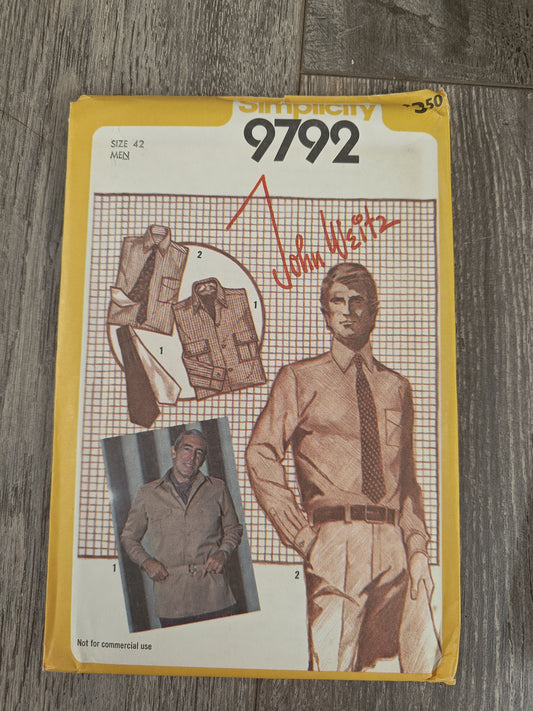 Simplicity
350
9792
SIZE 42
MEN
John Weitz
2
1
1
1
2
Not for commercial use